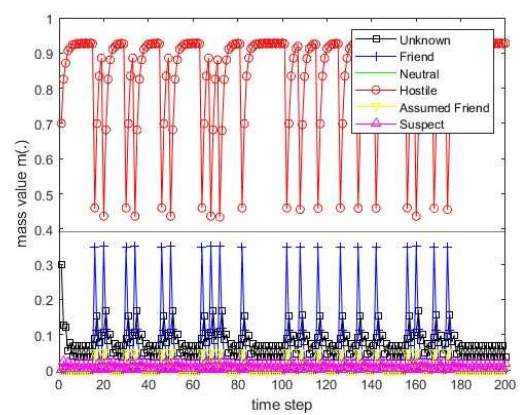 1
0.9
0.8
0.7
0.6
0.5
0.4
0.3
0.2
0.1
0
mass value m(.)
Unknown
Friend
Neutral
Hostile
Assumed Friend
Suspect
0 20 40 60 80 100 120 140 160 180 200
time step